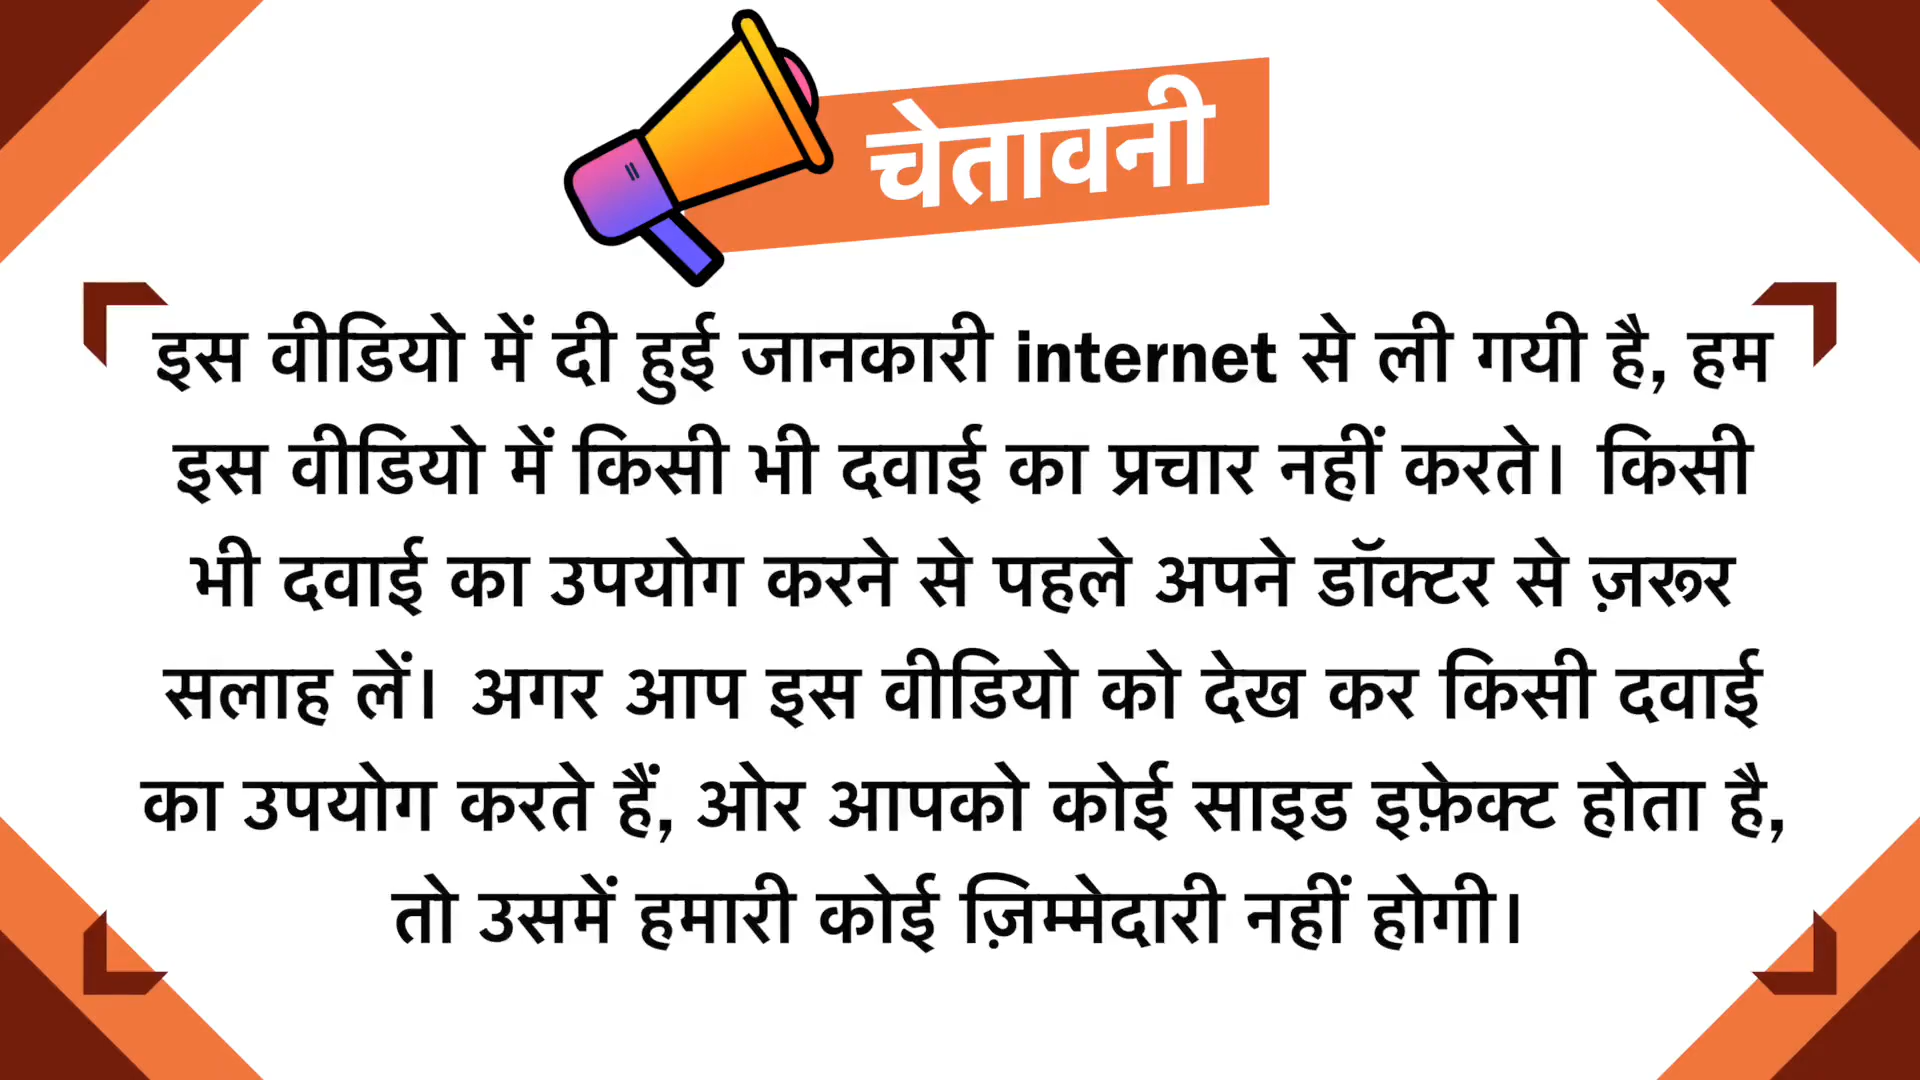 चेतावनी
इस वीडियो में दी हुई जानकारी internet से ली गयी है, हम
इस वीडियो में किसी भी दवाई का प्रचार नहीं करते। किसी
भी दवाई का उपयोग करने से पहले अपने डॉक्टर से ज़रूर
सलाह लें। अगर आप इस वीडियो को देख कर किसी दवाई
का उपयोग करते हैं, ओर आपको कोई साइड इफ़ेक्ट होता है,
तो उसमें हमारी कोई ज़िम्मेदारी नहीं होगी।